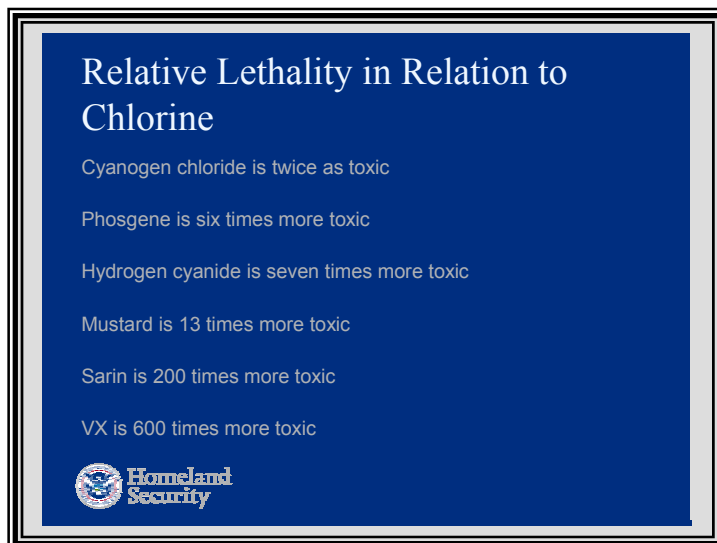 Relative Lethality in Relation to
Chlorine
Cyanogen chloride is twice as toxic
Phosgene is six times more toxic
Hydrogen cyanide is seven times more toxic
Mustard is 13 times more toxic
Sarin is 200 times more toxic
VX is 600 times more toxic
Homeland
Security